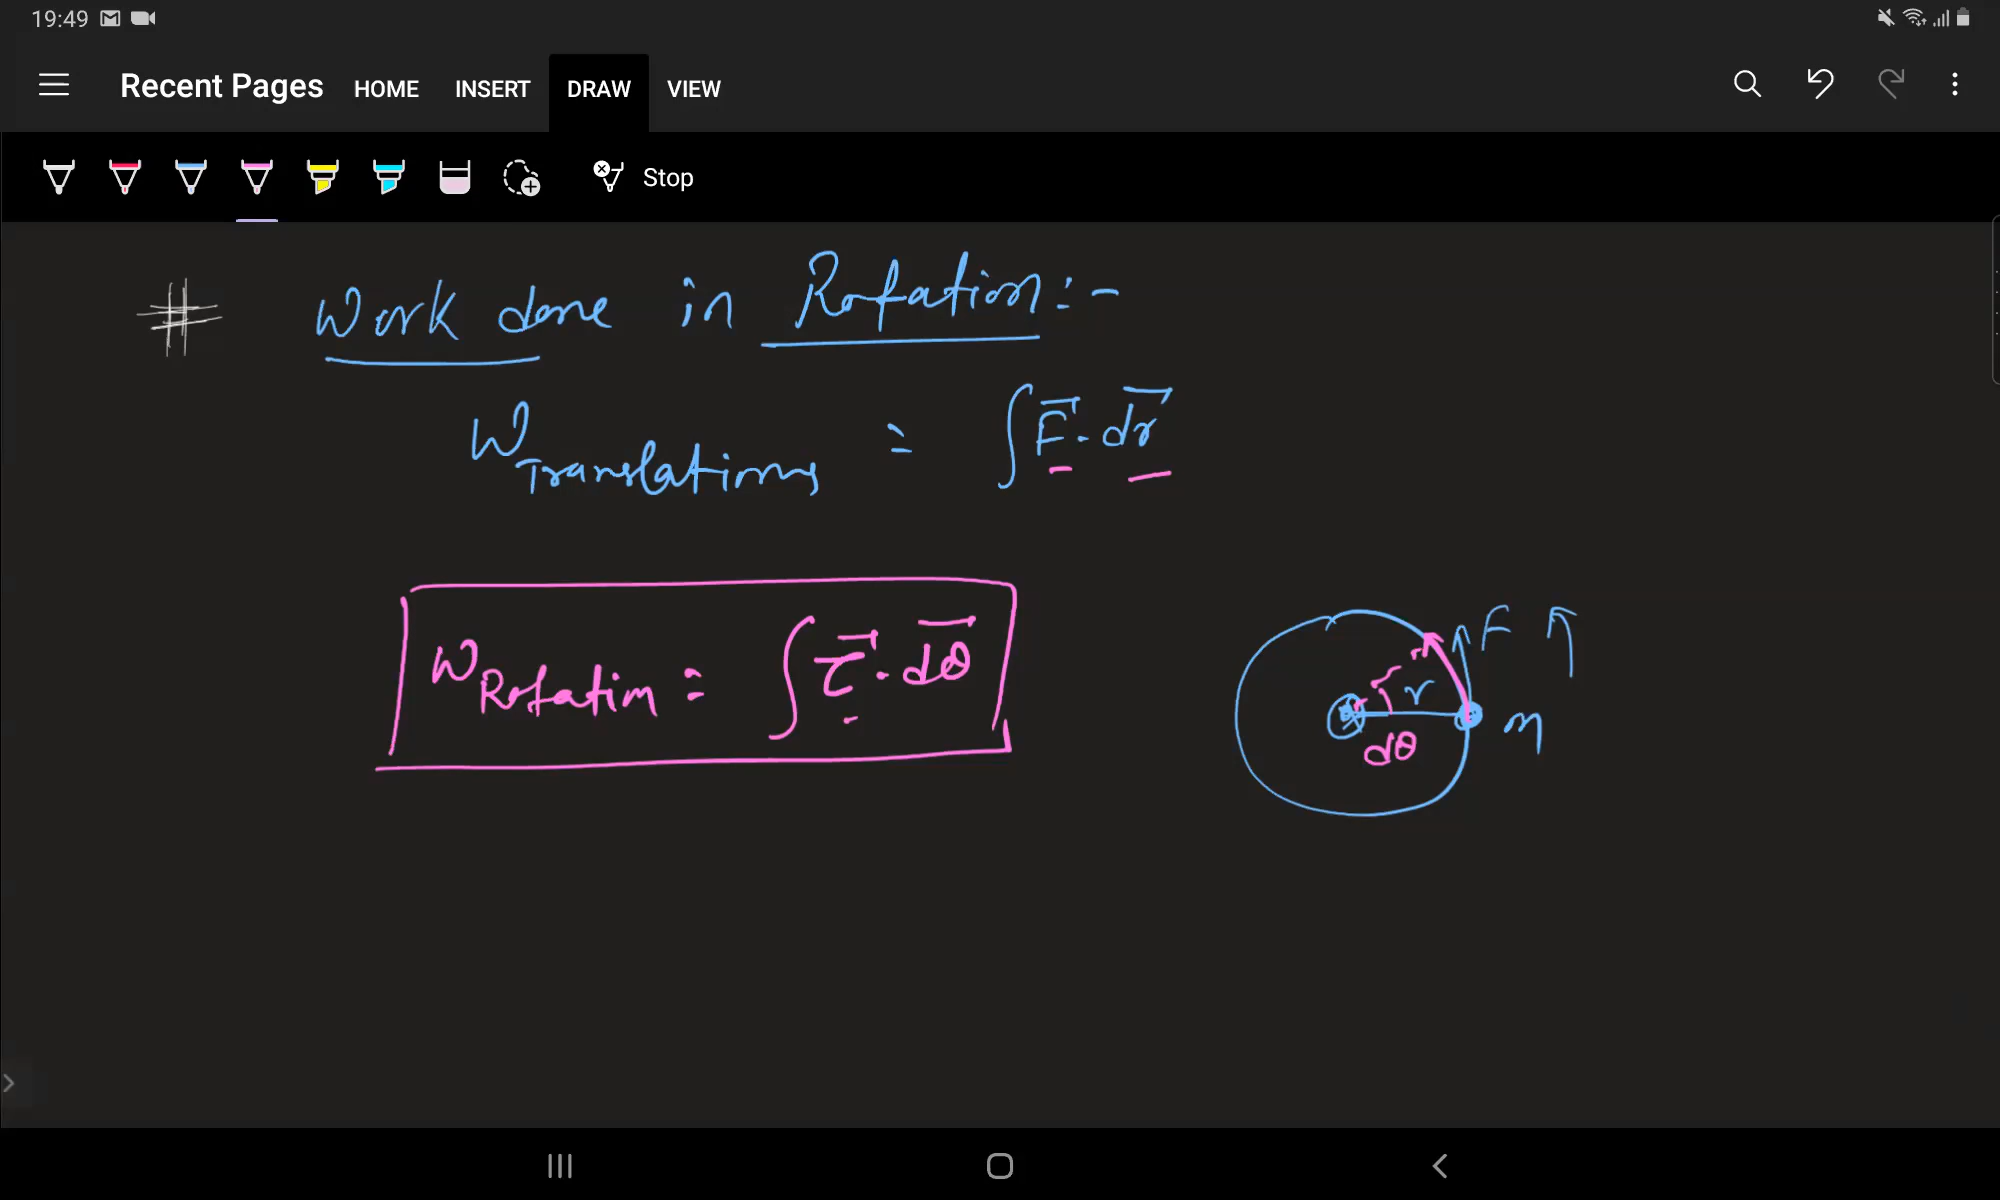 19:49
Recent Pages HOME INSERT DRAW VIEW
Stop
# Work done in Rotation :-
W Translations = ∫ F⃗ · dr⃗
W Rotation = ∫ τ⃗ · dθ⃗
F
r
dθ
m